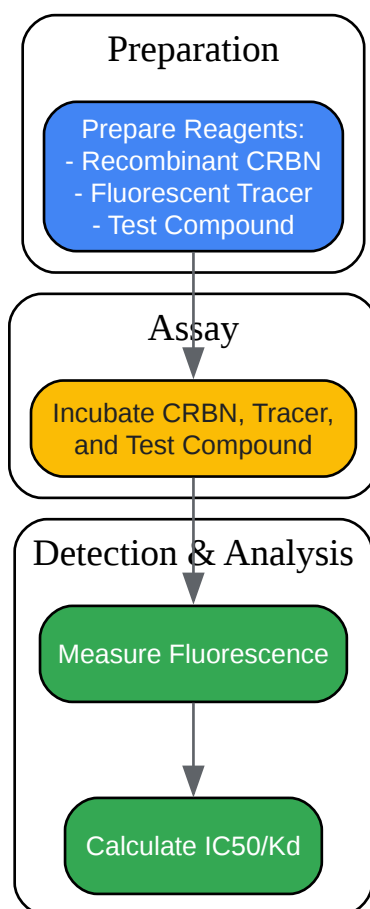 Preparation
Prepare Reagents:
- Recombinant CRBN
- Fluorescent Tracer
- Test Compound
Assay
Incubate CRBN, Tracer,
and Test Compound
Detection & Analysis
Measure Fluorescence
Calculate IC50/Kd